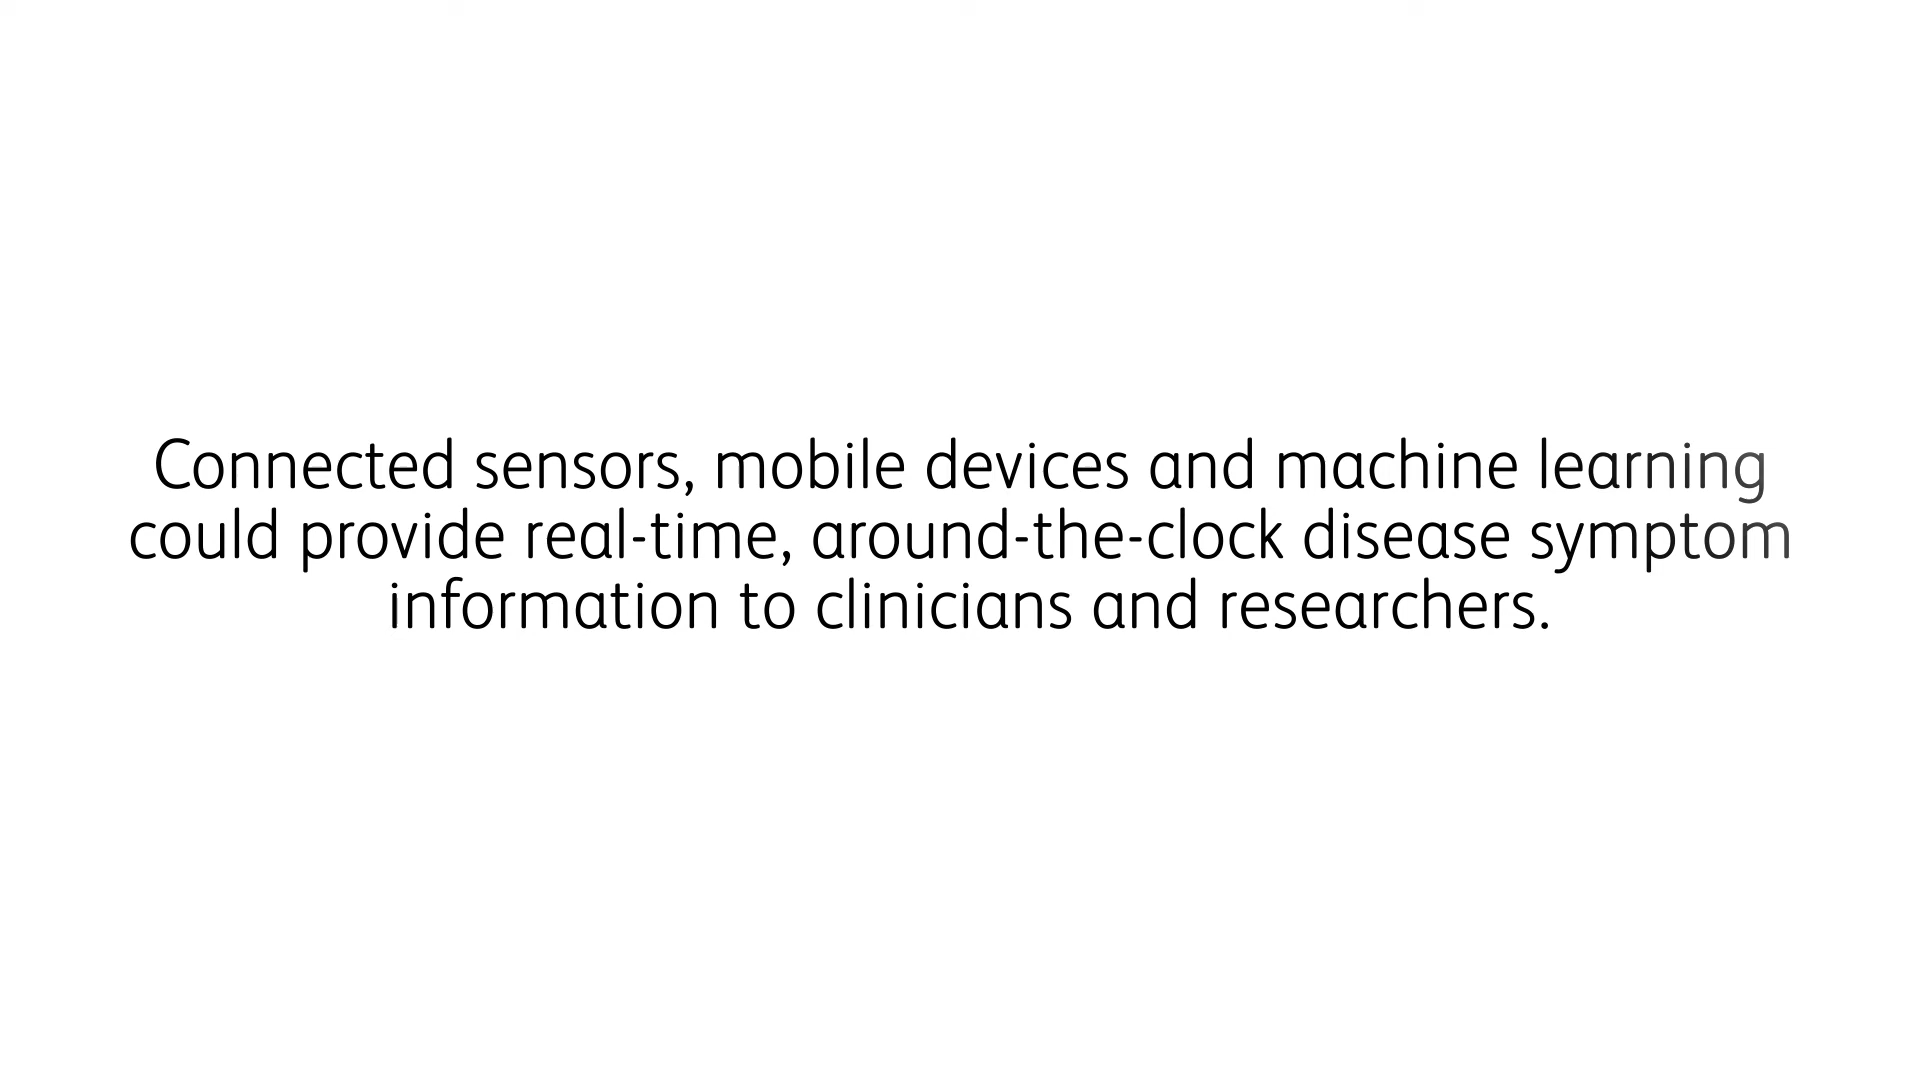 Connected sensors, mobile devices and machine learning
could provide real-time, around-the-clock disease symptom
information to clinicians and researchers.